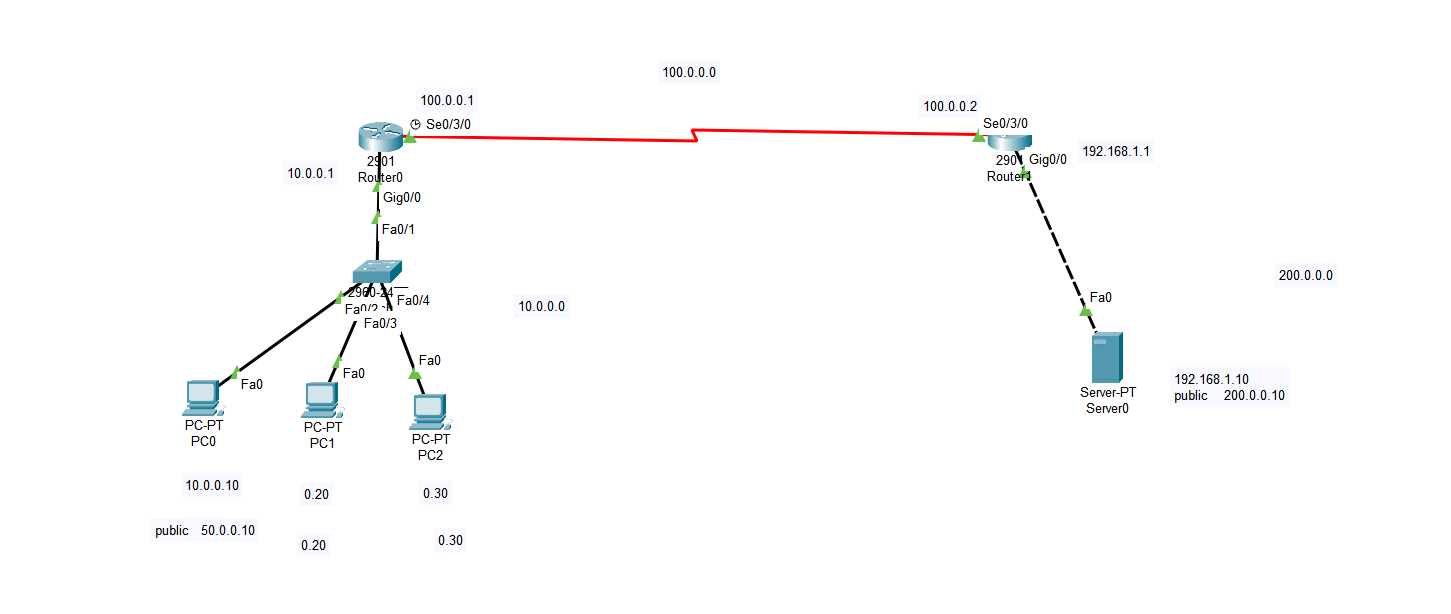 100.0.0.0
100.0.0.1
100.0.0.2
Se0/3/0
Se0/3/0
192.168.1.1
2901
Router0
Gig0/0
Router1
10.0.0.1
Gig0/0
Fa0/1
200.0.0.0
2960-24
Fa0/4
Fa0/3
10.0.0.0
Fa0
Fa0
Fa0
Fa0
PC-PT
PC0
PC-PT
PC1
PC-PT
PC2
Server-PT
Server0
192.168.1.10
public 200.0.0.10
10.0.0.10
0.20
0.30
public 50.0.0.10
0.20
0.30